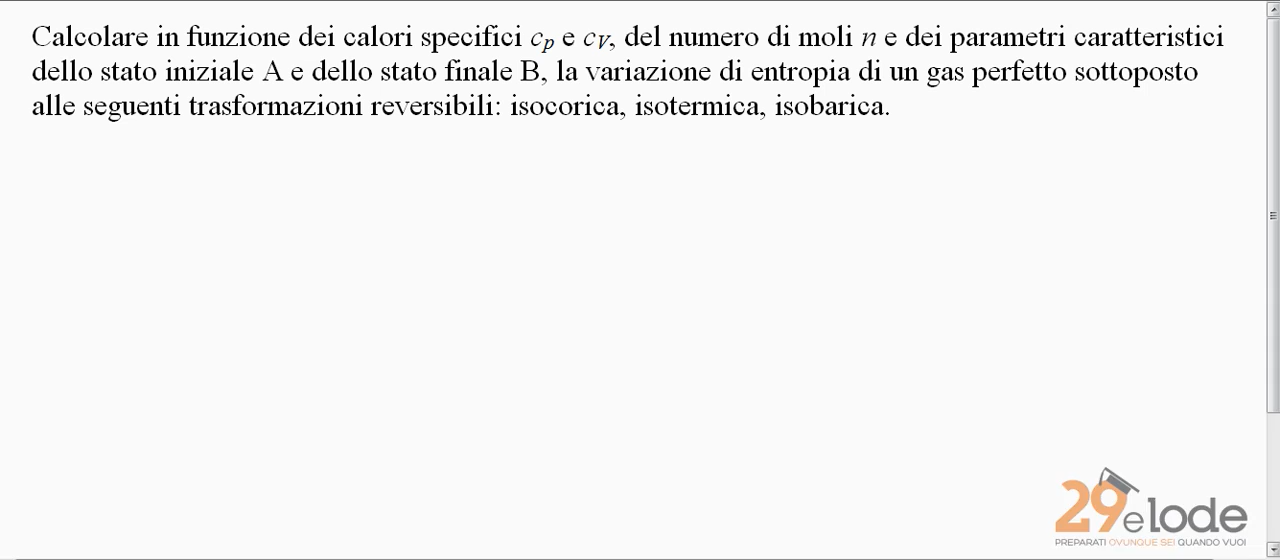 Calcolare in funzione dei calori specifici cp e cV, del numero di moli n e dei parametri caratteristici
dello stato iniziale A e dello stato finale B, la variazione di entropia di un gas perfetto sottoposto
alle seguenti trasformazioni reversibili: isocorica, isotermica, isobarica.
29elode
PREPARATI OVUNQUE SEI QUANDO VUOI